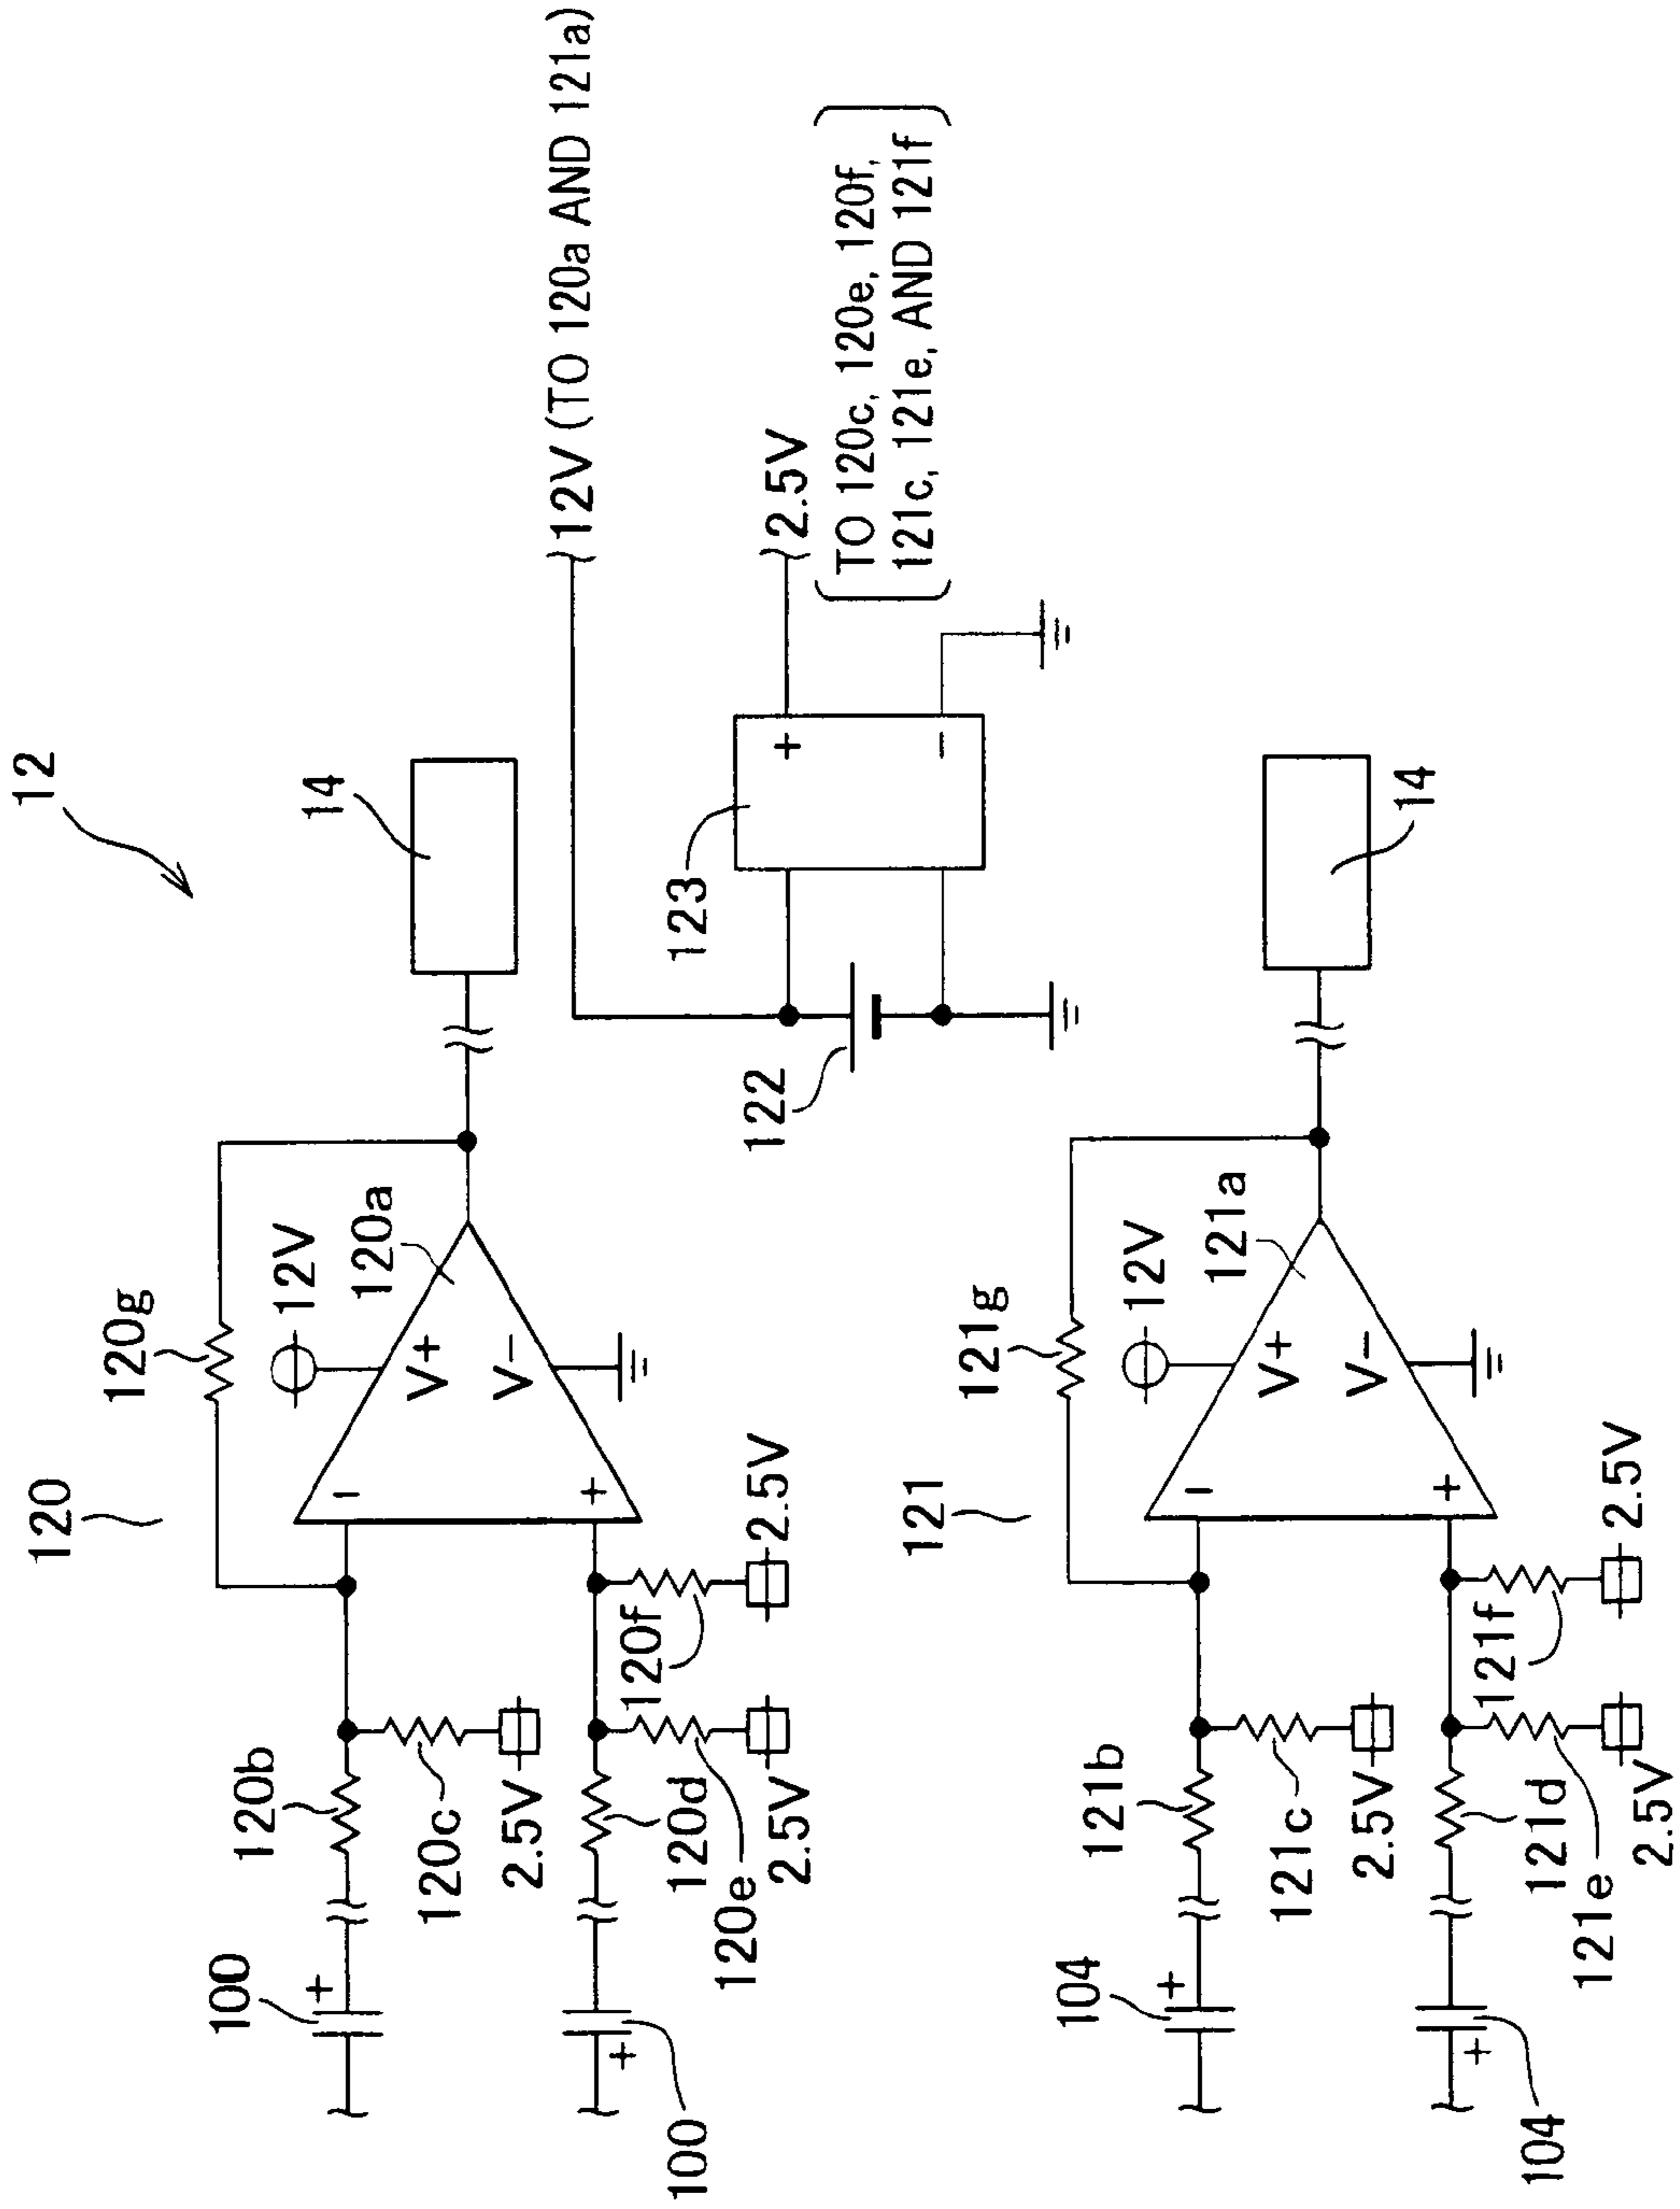 12
120
120g
12V
120a
V+
V−
−
+
14
100
+
120b
120c
2.5V
100
+
120d
120e
2.5V
120f
2.5V
12V (TO 120a AND 121a)
122
123
+
−
2.5V
TO 120c, 120e, 120f,
121c, 121e, AND 121f
121
121g
12V
121a
V+
V−
−
+
14
104
+
121b
121c
2.5V
104
+
121d
121e
2.5V
121f
2.5V